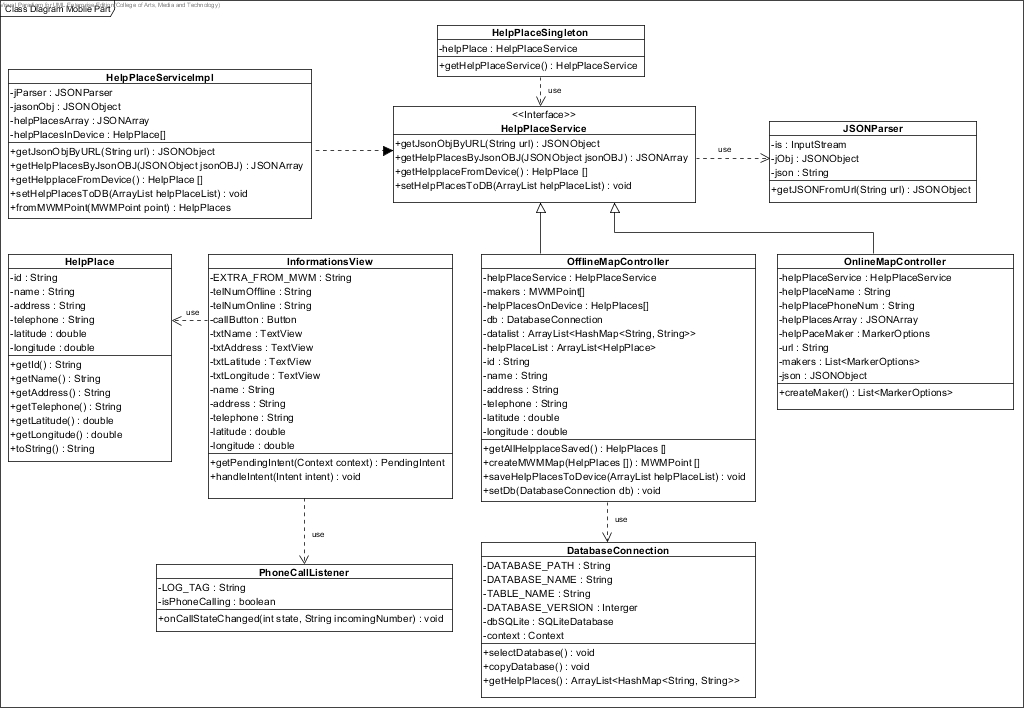 Visual Paradigm for UML Enterprise Edition(College of Arts, Media and Technology)
Class Diagram Mobile Part
HelpPlaceSingleton
-helpPlace : HelpPlaceService
+getHelpPlaceService() : HelpPlaceService
use
HelpPlaceServiceImpl
-jParser : JSONParser
-jasonObj : JSONObject
-helpPlacesArray : JSONArray
-helpPlacesInDevice : HelpPlace[]
+getJsonObjByURL(String url) : JSONObject
+getHelpPlacesByJsonOBJ(JSONObject jsonOBJ) : JSONArray
+getHelpplaceFromDevice() : HelpPlace []
+setHelpPlacesToDB(ArrayList helpPlaceList) : void
+fromMWMPoint(MWMPoint point) : HelpPlaces
<<Interface>>
HelpPlaceService
+getJsonObjByURL(String url) : JSONObject
+getHelpPlacesByJsonOBJ(JSONObject jsonOBJ) : JSONArray
+getHelpplaceFromDevice() : HelpPlace []
+setHelpPlacesToDB(ArrayList helpPlaceList) : void
use
JSONParser
-is : InputStream
-jObj : JSONObject
-json : String
+getJSONFromUrl(String url) : JSONObject
HelpPlace
-id : String
-name : String
-address : String
-telephone : String
-latitude : double
-longitude : double
+getId() : String
+getName() : String
+getAddress() : String
+getTelephone() : String
+getLatitude() : double
+getLongitude() : double
+toString() : String
use
InformationsView
-EXTRA_FROM_MWM : String
-telNumOffline : String
-telNumOnline : String
-callButton : Button
-txtName : TextView
-txtAddress : TextView
-txtLatitude : TextView
-txtLongitude : TextView
-name : String
-address : String
-telephone : String
-latitude : double
-longitude : double
+getPendingIntent(Context context) : PendingIntent
+handleIntent(Intent intent) : void
use
OfflineMapController
-helpPlaceService : HelpPlaceService
-makers : MWMPoint[]
-helpPlacesOnDevice : HelpPlaces[]
-db : DatabaseConnection
-datalist : ArrayList<HashMap<String, String>>
-helpPlaceList : ArrayList<HelpPlace>
-id : String
-name : String
-address : String
-telephone : String
-latitude : double
-longitude : double
+getAllHelpplaceSaved() : HelpPlaces []
+createMWMMap(HelpPlaces []) : MWMPoint []
+saveHelpPlacesToDevice(ArrayList helpPlaceList) : void
+setDb(DatabaseConnection db) : void
use
OnlineMapController
-helpPlaceService : HelpPlaceService
-helpPlaceName : String
-helpPlacePhoneNum : String
-helpPlacesArray : JSONArray
-helpPaceMaker : MarkerOptions
-url : String
-makers : List<MarkerOptions>
-json : JSONObject
+createMaker() : List<MarkerOptions>
PhoneCallListener
-LOG_TAG : String
-isPhoneCalling : boolean
+onCallStateChanged(int state, String incomingNumber) : void
DatabaseConnection
-DATABASE_PATH : String
-DATABASE_NAME : String
-TABLE_NAME : String
-DATABASE_VERSION : Interger
-dbSQLite : SQLiteDatabase
-context : Context
+selectDatabase() : void
+copyDatabase() : void
+getHelpPlaces() : ArrayList<HashMap<String, String>>